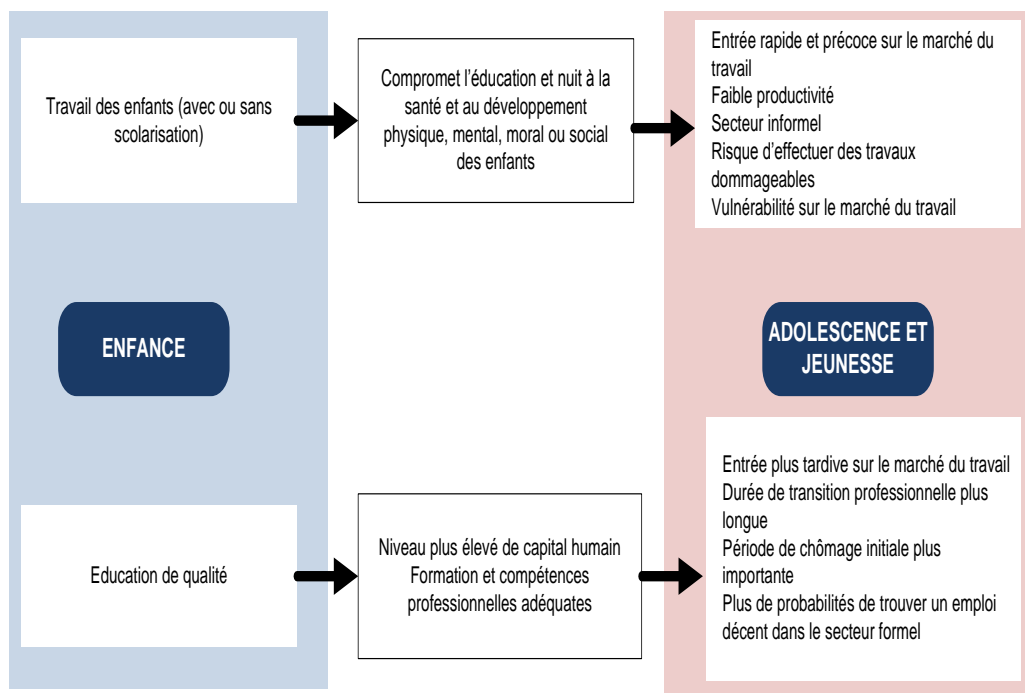 Travail des enfants (avec ou sans
scolarisation)
Compromet l'éducation et nuit à la
santé et au développement
physique, mental, moral ou social
des enfants
Entrée rapide et précoce sur le marché du
travail
Faible productivité
Secteur informel
Risque d'effectuer des travaux
dommageables
Vulnérabilité sur le marché du travail
ENFANCE
ADOLESCENCE ET
JEUNESSE
Education de qualité
Niveau plus élevé de capital humain
Formation et compétences
professionnelles adéquates
Entrée plus tardive sur le marché du travail
Durée de transition professionnelle plus
longue
Période de chômage initiale plus
importante
Plus de probabilités de trouver un emploi
décent dans le secteur formel